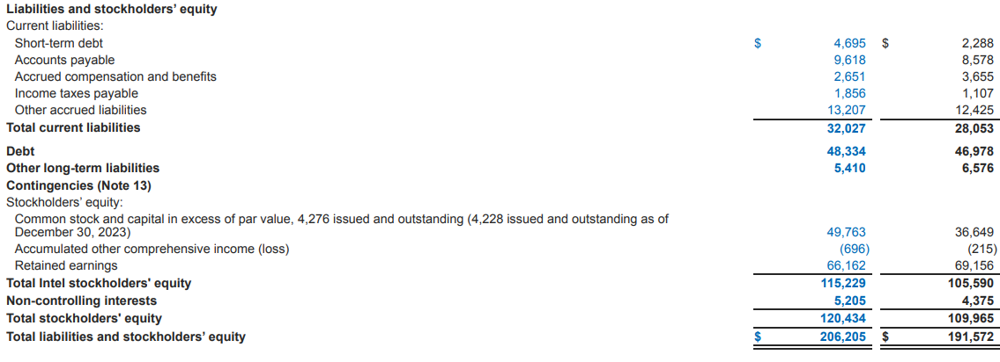 Liabilities and stockholders’ equity
Current liabilities:
Short-term debt $ 4,695 $ 2,288
Accounts payable 9,618 8,578
Accrued compensation and benefits 2,651 3,655
Income taxes payable 1,856 1,107
Other accrued liabilities 13,207 12,425
Total current liabilities 32,027 28,053
Debt 48,334 46,978
Other long-term liabilities 5,410 6,576
Contingencies (Note 13)
Stockholders’ equity:
Common stock and capital in excess of par value, 4,276 issued and outstanding (4,228 issued and outstanding as of
December 30, 2023) 49,763 36,649
Accumulated other comprehensive income (loss) (696) (215)
Retained earnings 66,162 69,156
Total Intel stockholders' equity 115,229 105,590
Non-controlling interests 5,205 4,375
Total stockholders' equity 120,434 109,965
Total liabilities and stockholders’ equity $ 206,205 $ 191,572